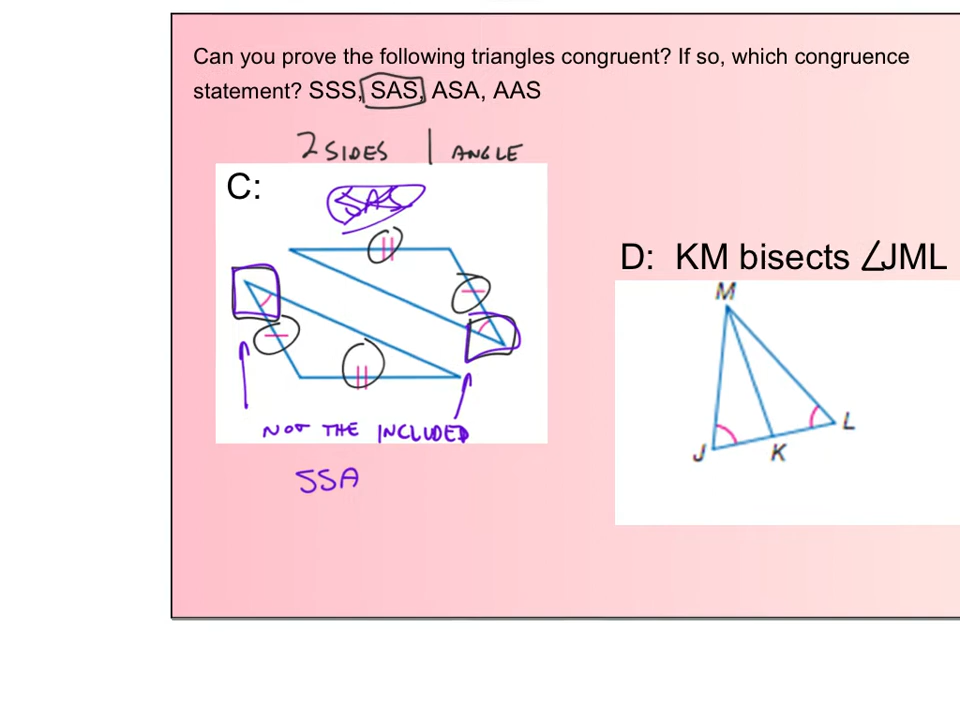 Can you prove the following triangles congruent? If so, which congruence
statement? SSS, SAS, ASA, AAS
2 SIDES 1 ANGLE
C:
SAS
NOT THE INCLUDED
SSA
D: KM bisects ∠JML
M
L
J K